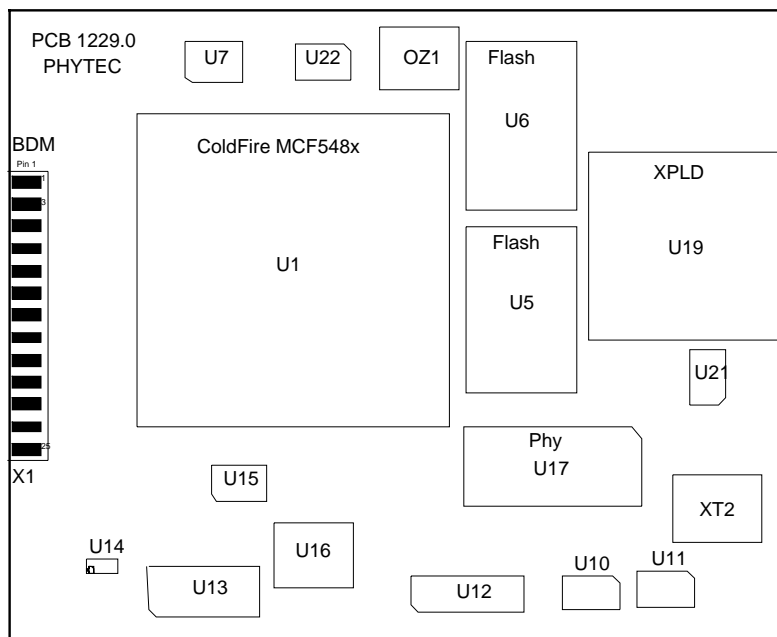 PCB 1229.0
PHYTEC
U7
U22
OZ1
Flash
U6
BDM
Pin 1
1
3
ColdFire MCF548x
U1
XPLD
U19
Flash
U5
U21
25
X1
Phy
U17
U15
XT2
U14
U16
U13
U12
U10
U11